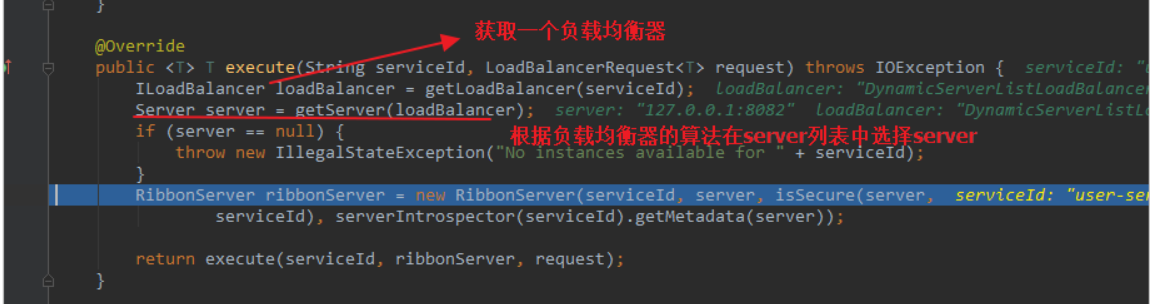 }
获取一个负载均衡器
@Override
public <T> T execute(String serviceId, LoadBalancerRequest<T> request) throws IOException { serviceId: "u
ILoadBalancer loadBalancer = getLoadBalancer(serviceId); loadBalancer: "DynamicServerListLoadBalancer
Server server = getServer(loadBalancer); server: "127.0.0.1:8082" loadBalancer: "DynamicServerListLo
if (server == null) { 根据负载均衡器的算法在server列表中选择server
throw new IllegalStateException("No instances available for " + serviceId);
}
RibbonServer ribbonServer = new RibbonServer(serviceId, server, isSecure(server, serviceId: "user-ser
serviceId), serverIntrospector(serviceId).getMetadata(server));
return execute(serviceId, ribbonServer, request);
}